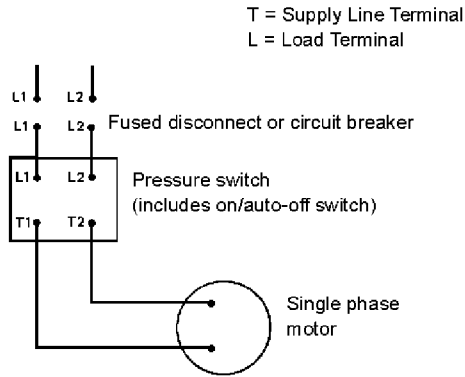 T = Supply Line Terminal
L = Load Terminal
L1 L2
L1 L2 Fused disconnect or circuit breaker
L1 L2 Pressure switch
(includes on/auto-off switch)
T1 T2
Single phase
motor